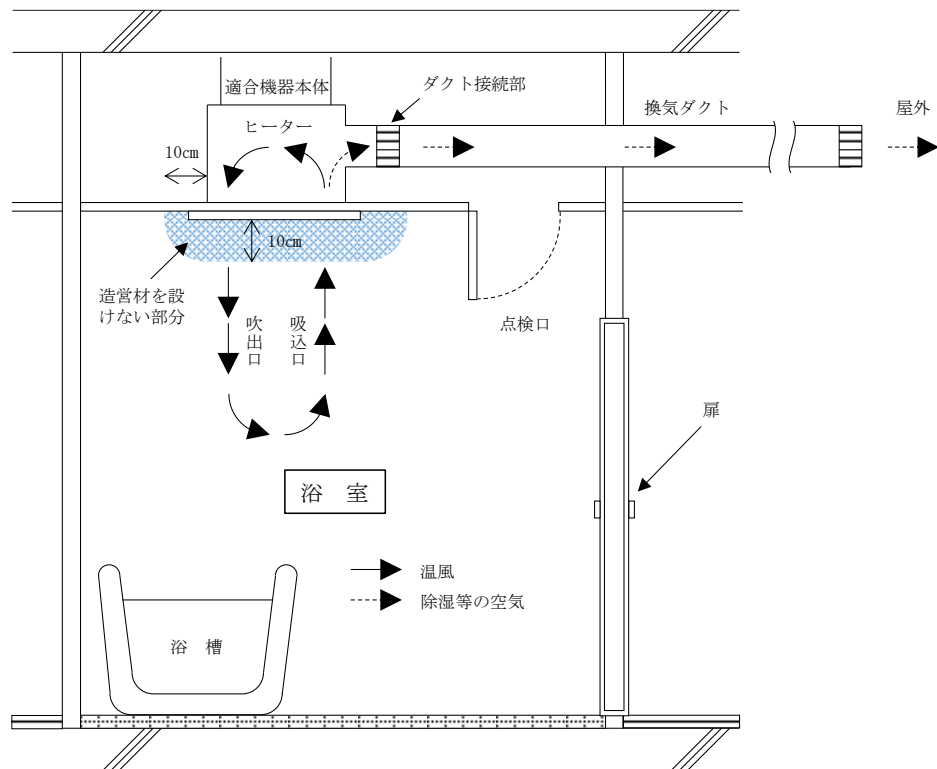 適合機器本体
ダクト接続部
ヒーター
換気ダクト
屋外
10cm
10cm
造営材を設
けない部分
吹出口
吸込口
点検口
扉
浴 室
温風
除湿等の空気
浴 槽